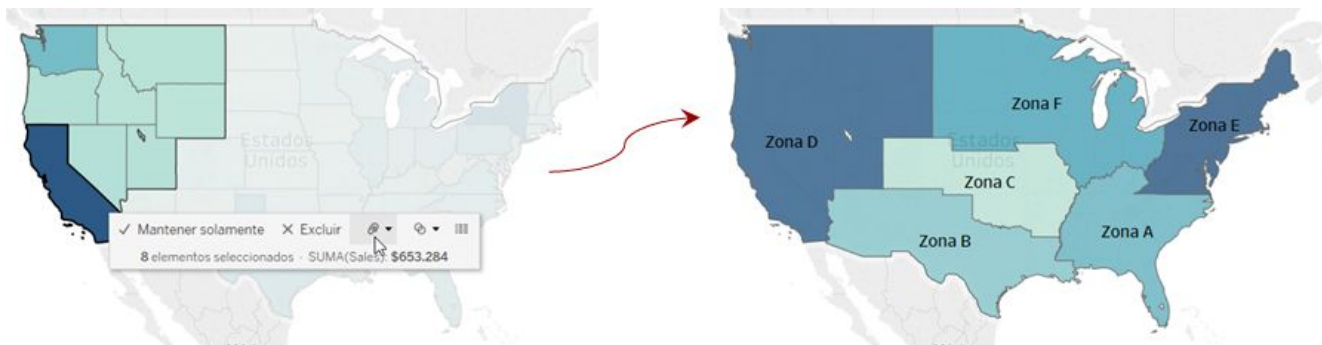 Estados
Unidos
✓ Mantener solamente × Excluir
8 elementos seleccionados · SUMA(Sales): $653.284
Zona F
Zona E
Zona D
Estados
Unidos
Zona C
Zona B
Zona A